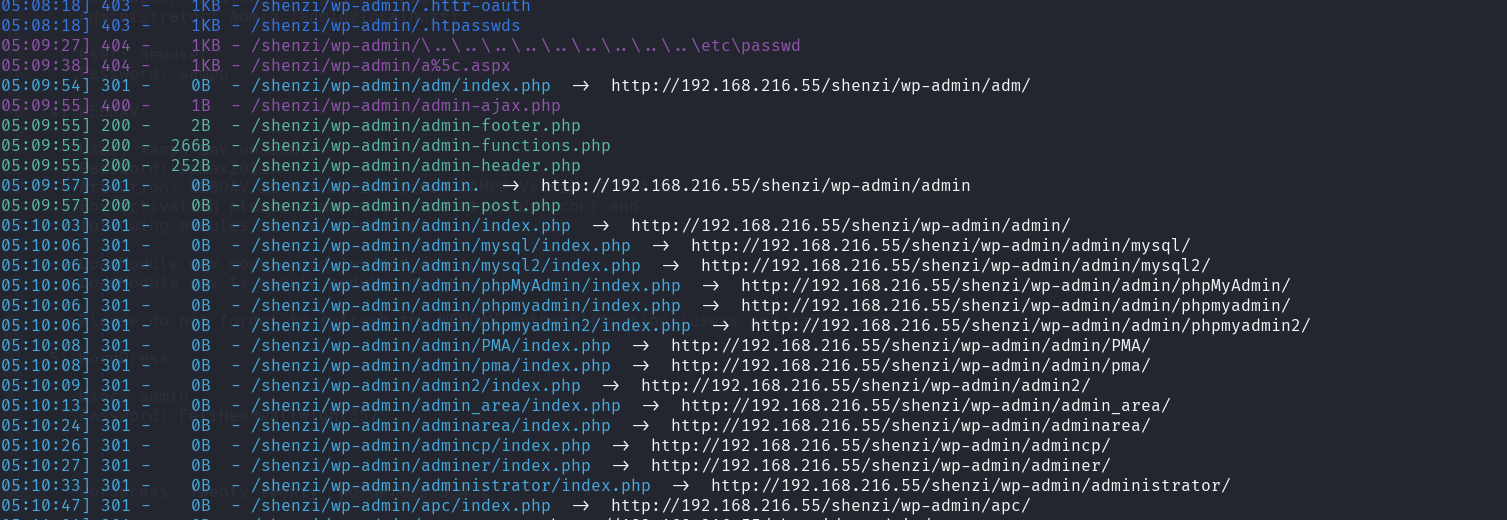 05:08:18] 403 -    1KB - /shenzi/wp-admin/.httr-oauth
05:08:18] 403 -    1KB - /shenzi/wp-admin/.htpasswds
05:09:27] 404 -    1KB - /shenzi/wp-admin/\..\..\..\..\..\..\..\..\..\etc\passwd
05:09:38] 404 -    1KB - /shenzi/wp-admin/a%5c.aspx
05:09:54] 301 -    0B  - /shenzi/wp-admin/adm/index.php  ->  http://192.168.216.55/shenzi/wp-admin/adm/
05:09:55] 400 -    1B  - /shenzi/wp-admin/admin-ajax.php
05:09:55] 200 -    2B  - /shenzi/wp-admin/admin-footer.php
05:09:55] 200 -  266B  - /shenzi/wp-admin/admin-functions.php
05:09:55] 200 -  252B  - /shenzi/wp-admin/admin-header.php
05:09:57] 301 -    0B  - /shenzi/wp-admin/admin.  ->  http://192.168.216.55/shenzi/wp-admin/admin
05:09:57] 200 -    0B  - /shenzi/wp-admin/admin-post.php
05:10:03] 301 -    0B  - /shenzi/wp-admin/admin/index.php  ->  http://192.168.216.55/shenzi/wp-admin/admin/
05:10:06] 301 -    0B  - /shenzi/wp-admin/admin/mysql/index.php  ->  http://192.168.216.55/shenzi/wp-admin/admin/mysql/
05:10:06] 301 -    0B  - /shenzi/wp-admin/admin/mysql2/index.php  ->  http://192.168.216.55/shenzi/wp-admin/admin/mysql2/
05:10:06] 301 -    0B  - /shenzi/wp-admin/admin/phpMyAdmin/index.php  ->  http://192.168.216.55/shenzi/wp-admin/admin/phpMyAdmin/
05:10:06] 301 -    0B  - /shenzi/wp-admin/admin/phpmyadmin/index.php  ->  http://192.168.216.55/shenzi/wp-admin/admin/phpmyadmin/
05:10:06] 301 -    0B  - /shenzi/wp-admin/admin/phpmyadmin2/index.php  ->  http://192.168.216.55/shenzi/wp-admin/admin/phpmyadmin2/
05:10:08] 301 -    0B  - /shenzi/wp-admin/admin/PMA/index.php  ->  http://192.168.216.55/shenzi/wp-admin/admin/PMA/
05:10:08] 301 -    0B  - /shenzi/wp-admin/admin/pma/index.php  ->  http://192.168.216.55/shenzi/wp-admin/admin/pma/
05:10:09] 301 -    0B  - /shenzi/wp-admin/admin2/index.php  ->  http://192.168.216.55/shenzi/wp-admin/admin2/
05:10:13] 301 -    0B  - /shenzi/wp-admin/admin_area/index.php  ->  http://192.168.216.55/shenzi/wp-admin/admin_area/
05:10:24] 301 -    0B  - /shenzi/wp-admin/adminarea/index.php  ->  http://192.168.216.55/shenzi/wp-admin/adminarea/
05:10:26] 301 -    0B  - /shenzi/wp-admin/admincp/index.php  ->  http://192.168.216.55/shenzi/wp-admin/admincp/
05:10:27] 301 -    0B  - /shenzi/wp-admin/adminer/index.php  ->  http://192.168.216.55/shenzi/wp-admin/adminer/
05:10:33] 301 -    0B  - /shenzi/wp-admin/administrator/index.php  ->  http://192.168.216.55/shenzi/wp-admin/administrator/
05:10:47] 301 -    0B  - /shenzi/wp-admin/apc/index.php  ->  http://192.168.216.55/shenzi/wp-admin/apc/